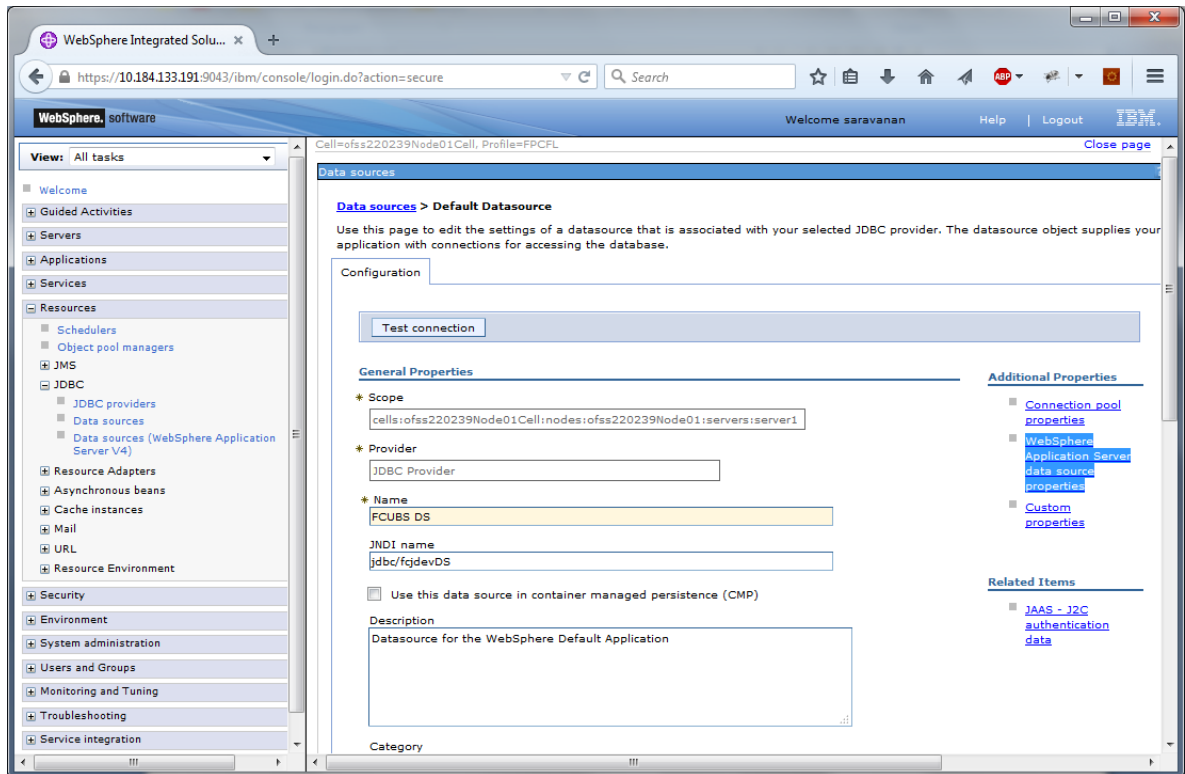 WebSphere Integrated Solu...
https://10.184.133.191:9043/ibm/console/login.do?action=secure
Search
ABP
WebSphere. software
Welcome saravanan
Help | Logout
IBM.
View: All tasks
Welcome
Guided Activities
Servers
Applications
Services
Resources
Schedulers
Object pool managers
JMS
JDBC
JDBC providers
Data sources
Data sources (WebSphere Application
Server V4)
Resource Adapters
Asynchronous beans
Cache instances
Mail
URL
Resource Environment
Security
Environment
System administration
Users and Groups
Monitoring and Tuning
Troubleshooting
Service integration
Cell=ofss220239Node01Cell, Profile=FPCFL
Close page
Data sources
?
Data sources > Default Datasource
Use this page to edit the settings of a datasource that is associated with your selected JDBC provider. The datasource object supplies your
application with connections for accessing the database.
Configuration
Test connection
General Properties
* Scope
cells:ofss220239Node01Cell:nodes:ofss220239Node01:servers:server1
* Provider
JDBC Provider
* Name
FCUBS DS
JNDI name
jdbc/fcjdevDS
Use this data source in container managed persistence (CMP)
Description
Datasource for the WebSphere Default Application
Category
Additional Properties
Connection pool
properties
WebSphere
Application Server
data source
properties
Custom
properties
Related Items
JAAS - J2C
authentication
data